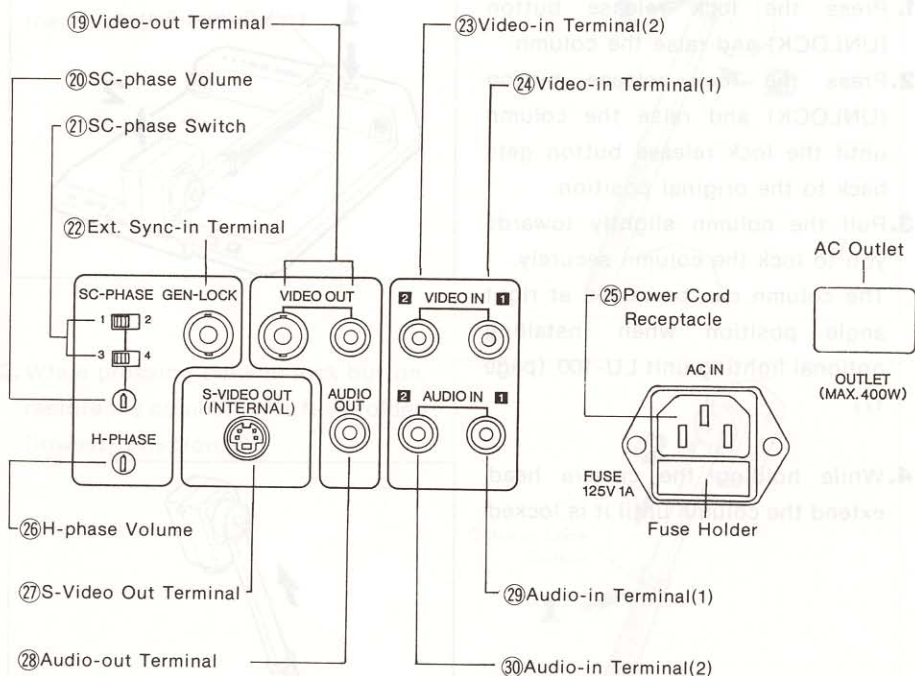 ⑲Video-out Terminal
⑳SC-phase Volume
㉑SC-phase Switch
㉒Ext. Sync-in Terminal
㉓Video-in Terminal(2)
㉔Video-in Terminal(1)
㉕Power Cord
Receptacle
AC Outlet
SC-PHASE GEN-LOCK
1 2
3 4
H-PHASE
VIDEO OUT
S-VIDEO OUT
(INTERNAL)
AUDIO
OUT
2 VIDEO IN 1
2 AUDIO IN 1
AC IN
FUSE
125V 1A
Fuse Holder
OUTLET
(MAX. 400W)
㉖H-phase Volume
㉗S-Video Out Terminal
㉘Audio-out Terminal
㉙Audio-in Terminal(1)
㉚Audio-in Terminal(2)
1. Press the lock release button
(UNLOCK) and raise the column
2. Press the lock release
(UNLOCK) and raise the column
until the lock release button gets
back to the original position.
3. Pull the column slightly towards
you to lock the column securely.
The column at right
angle position when installing
optional lighting unit LU-100 (page
4. While holding the camera head
extend the column until it is locked